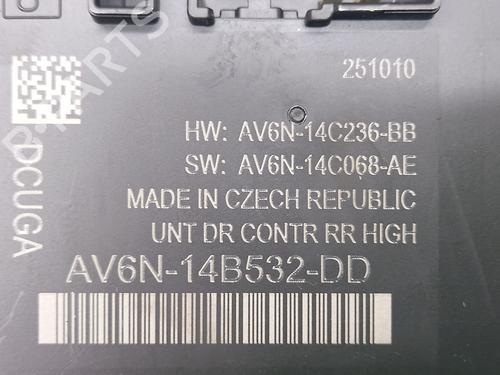 251010
HW: AV6N-14C236-BB
SW: AV6N-14C068-AE
MADE IN CZECH REPUBLIC
UNT DR CONTR RR HIGH
AV6N-14B532-DD
DCUGA